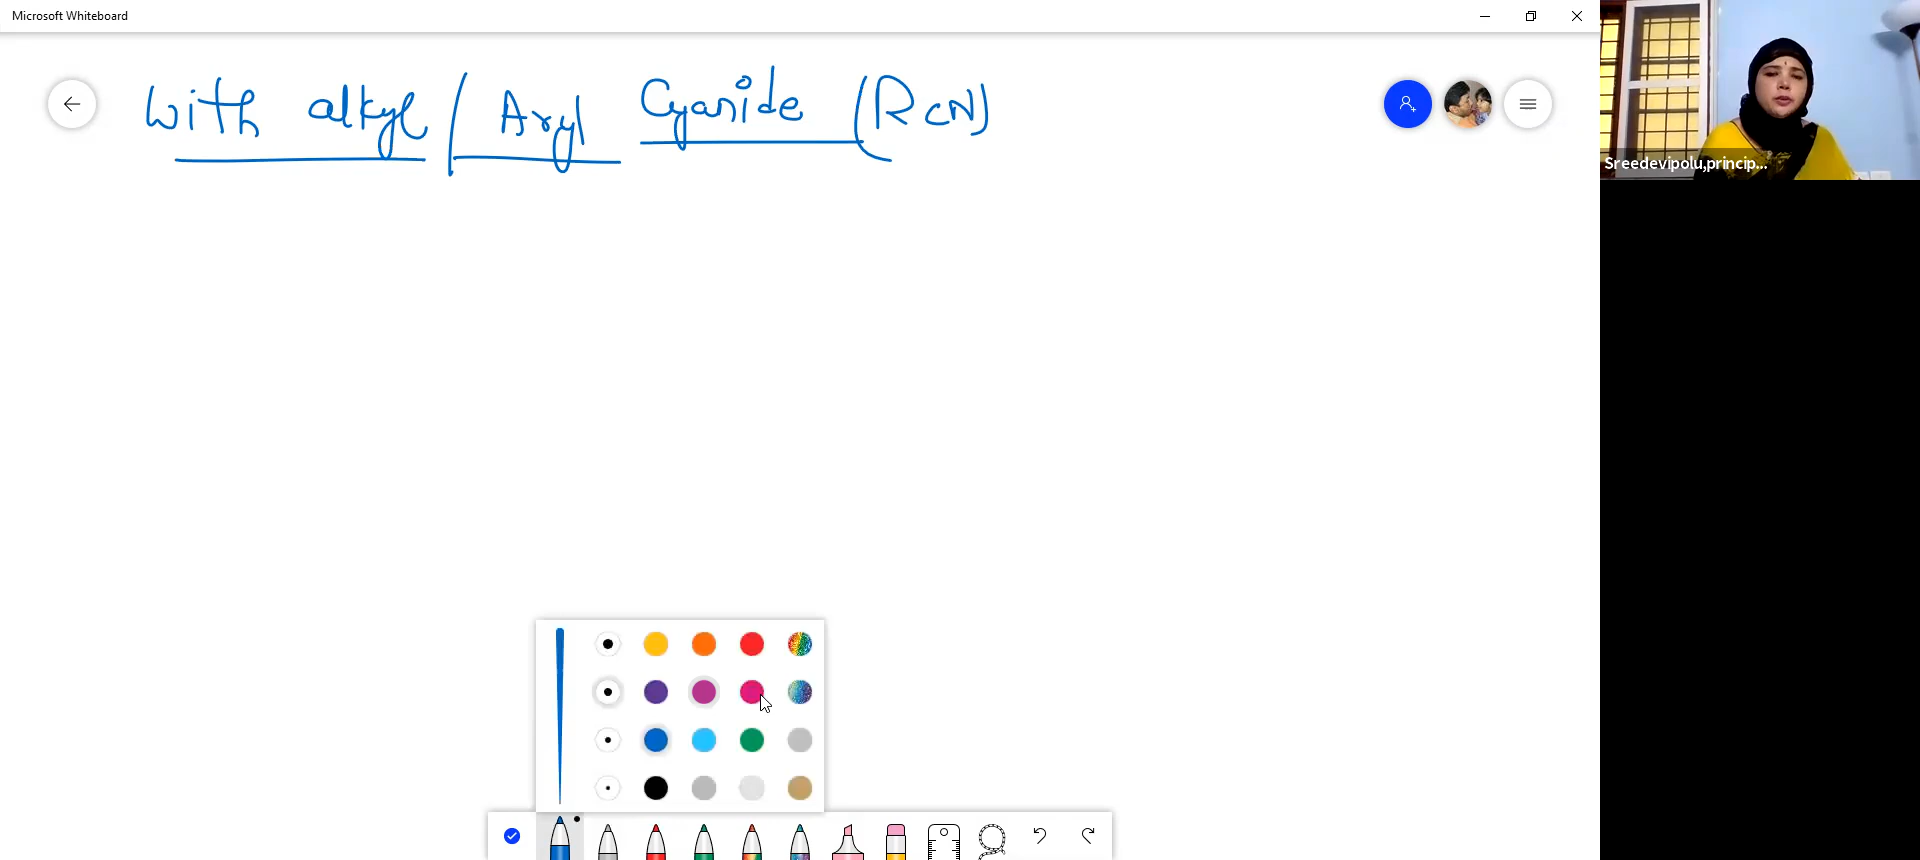 Microsoft Whiteboard
With alkyl / Aryl Cyanide (RCN)
Sreedevipolu,princip...